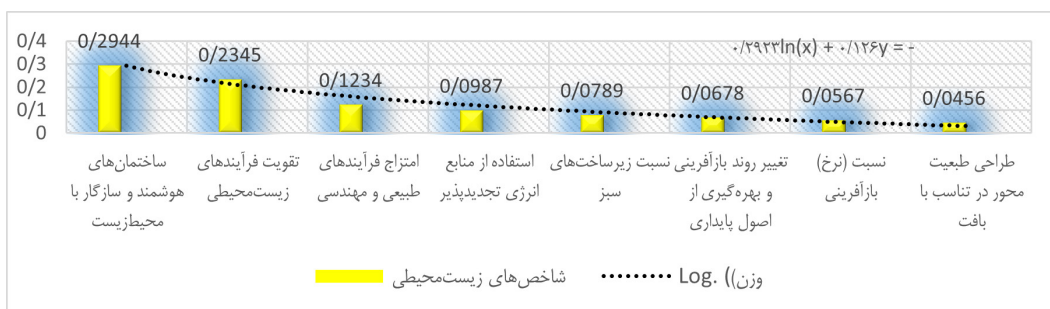 ۰/۲۹۲۳ln(x) + ۰/۱۲۶y = -
0/4
0/3
0/2
0/1
0
0/2944
0/2345
0/1234
0/0987
0/0789
0/0678
0/0567
0/0456
ساختمان‌های
هوشمند و سازگار با
محیط‌زیست
تقویت فرآیندهای
زیست‌محیطی
امتزاج فرآیندهای
طبیعی و مهندسی
استفاده از منابع
انرژی تجدیدپذیر
نسبت زیرساخت‌های
سبز
تغییر روند بازآفرینی
و بهره‌گیری از
اصول پایداری
نسبت (نرخ)
بازآفرینی
طراحی طبعیت
محور در تناسب با
بافت
شاخص‌های زیست‌محیطی
Log. ((وزن